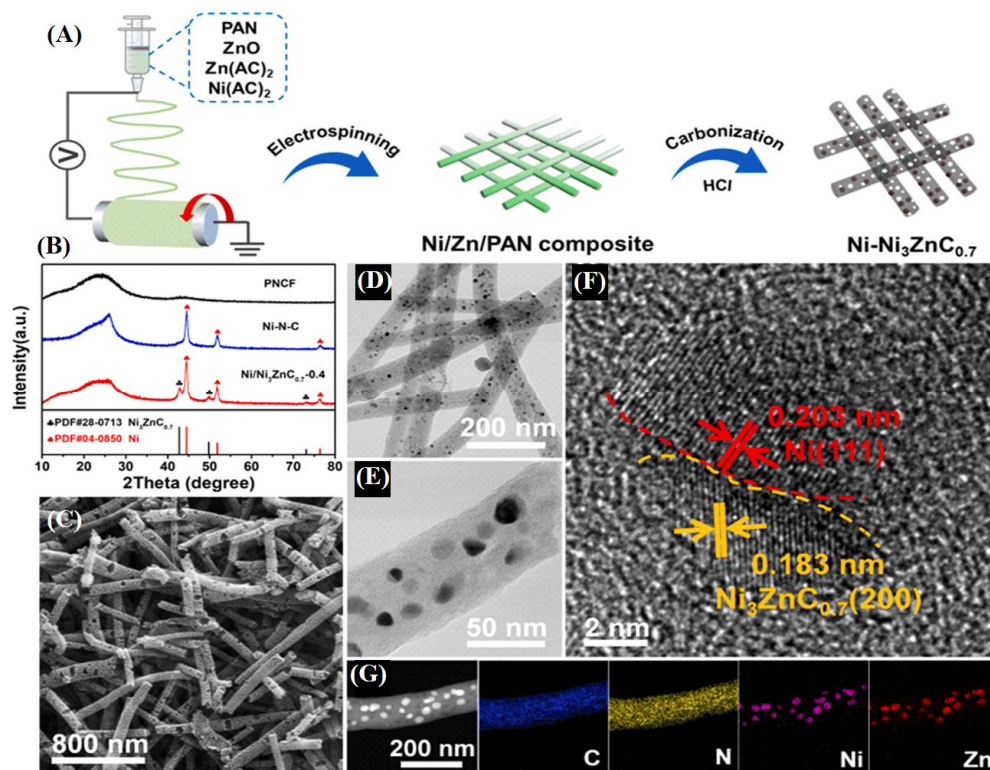 (A)
PAN
ZnO
Zn(AC)₂
Ni(AC)₂
V
Electrospinning
Carbonization
HCl
Ni/Zn/PAN composite
Ni-Ni₃ZnC₀.₇
(B)
PNCF
Ni-N-C
Ni/Ni₃ZnC₀.₇-0.4
♣PDF#28-0713 Ni₃ZnC₀.₇
♠PDF#04-0850 Ni
Intensity(a.u.)
10 20 30 40 50 60 70 80
2Theta (degree)
(C)
800 nm
(D)
200 nm
(E)
50 nm
(F)
0.203 nm
Ni(111)
0.183 nm
Ni₃ZnC₀.₇(200)
2 nm
(G)
200 nm
C
N
Ni
Zn